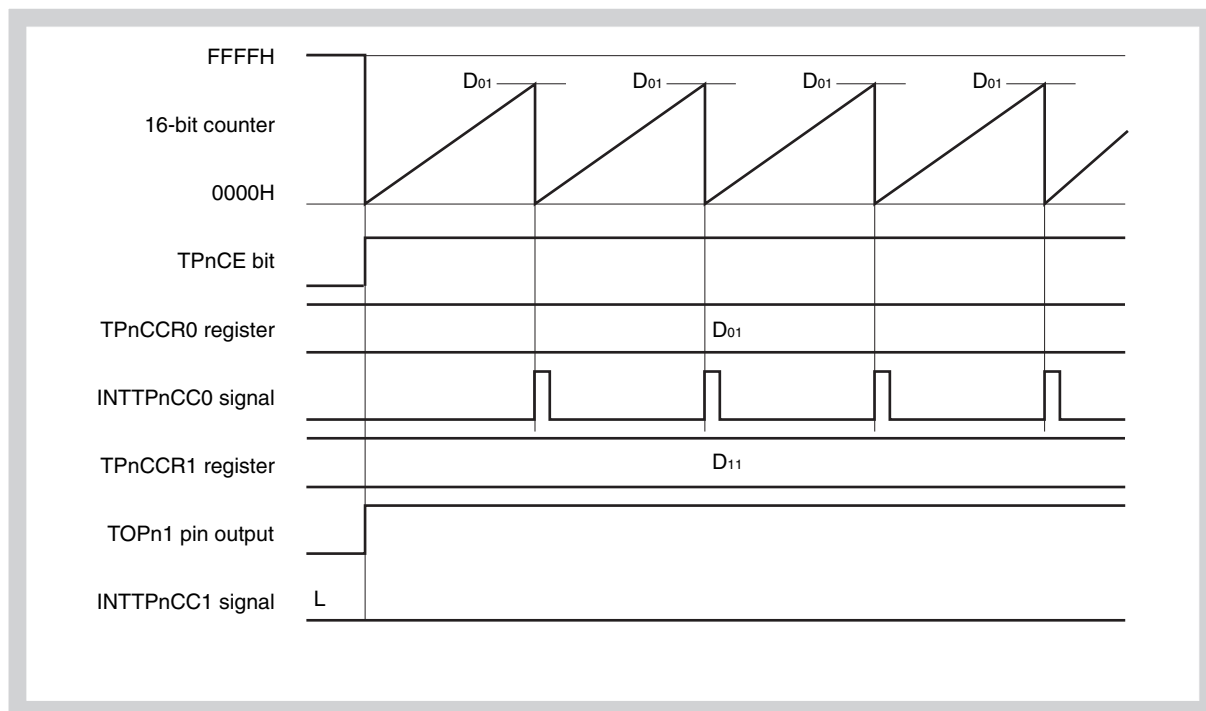 FFFFH
D01 D01 D01 D01
16-bit counter
0000H
TPnCE bit
TPnCCR0 register D01
INTTPnCC0 signal
TPnCCR1 register D11
TOPn1 pin output
INTTPnCC1 signal L